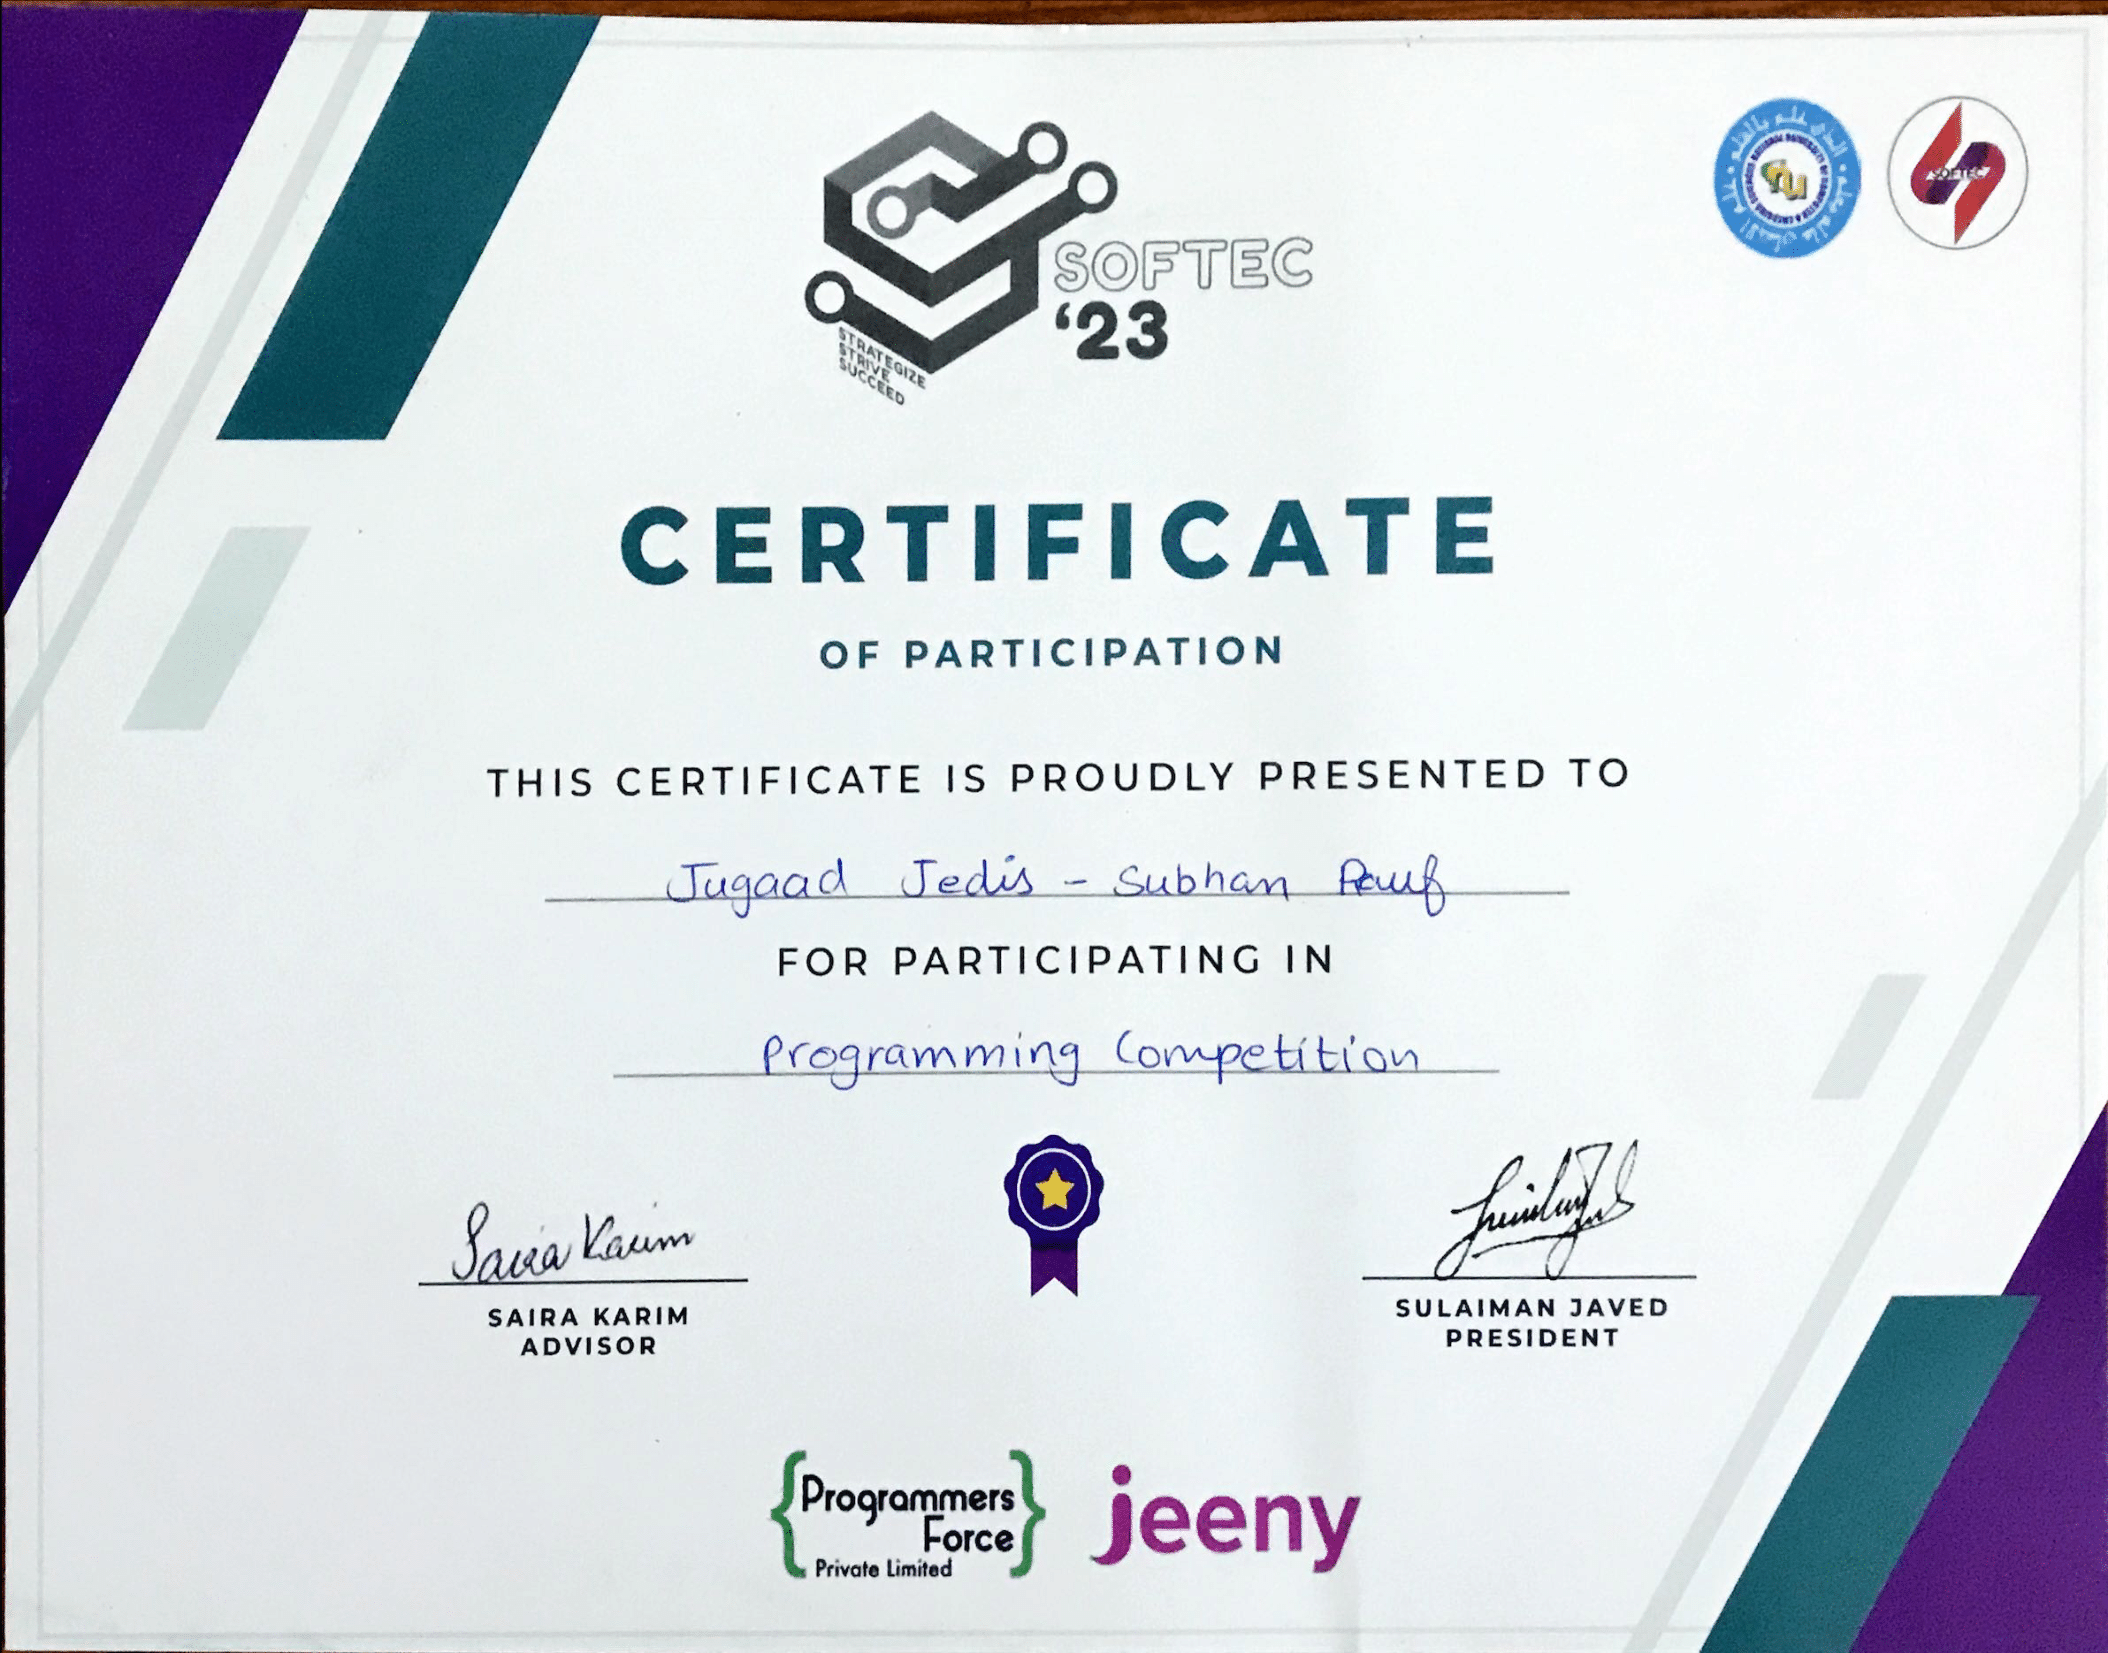 SOFTEC
'23
STRATEGIZE
STRIVE
SUCCEED
SOFTEC
CERTIFICATE
OF PARTICIPATION
THIS CERTIFICATE IS PROUDLY PRESENTED TO
Jugaad Jedis - Subhan Rauf
FOR PARTICIPATING IN
Programming Competition
Saira Karim
SAIRA KARIM
ADVISOR
SULAIMAN JAVED
PRESIDENT
{Programmers
Force}
Private Limited
jeeny